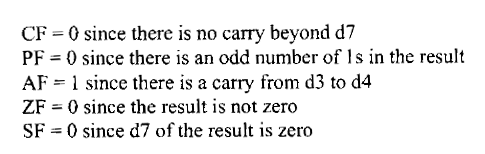 CF = 0 since there is no carry beyond d7
PF = 0 since there is an odd number of 1s in the result
AF = 1 since there is a carry from d3 to d4
ZF = 0 since the result is not zero
SF = 0 since d7 of the result is zero